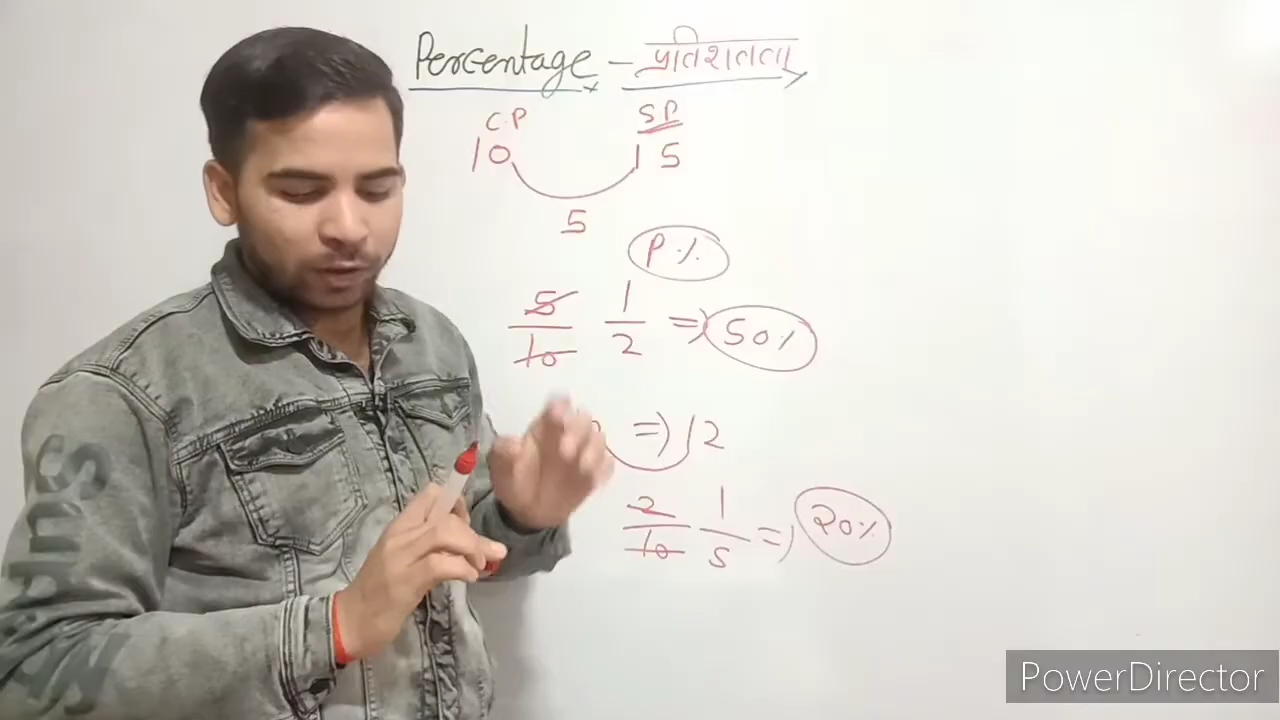 Percentage - प्रतिशतता
C.P SP
10 15
5
P%
5/10 1/2 => 50%
=> 12
2/10 1/5 => 20%
PowerDirector